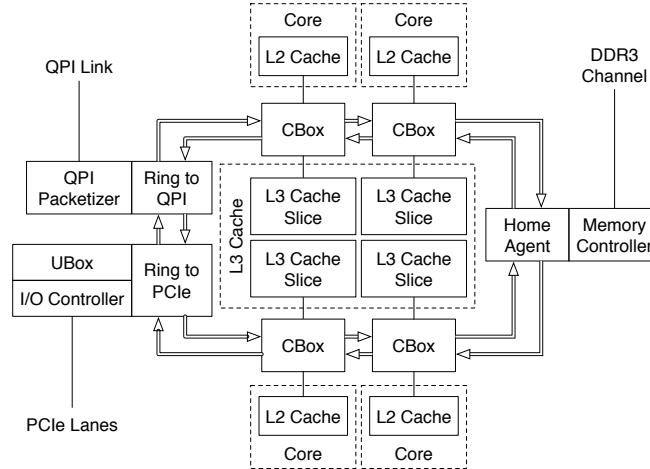 Core
Core
L2 Cache
L2 Cache
QPI Link
DDR3
Channel
CBox
CBox
QPI
Packetizer
Ring to
QPI
L3 Cache
L3 Cache
Slice
L3 Cache
Slice
Home
Agent
Memory
Controller
UBox
I/O Controller
Ring to
PCIe
L3 Cache
Slice
L3 Cache
Slice
CBox
CBox
PCIe Lanes
L2 Cache
L2 Cache
Core
Core